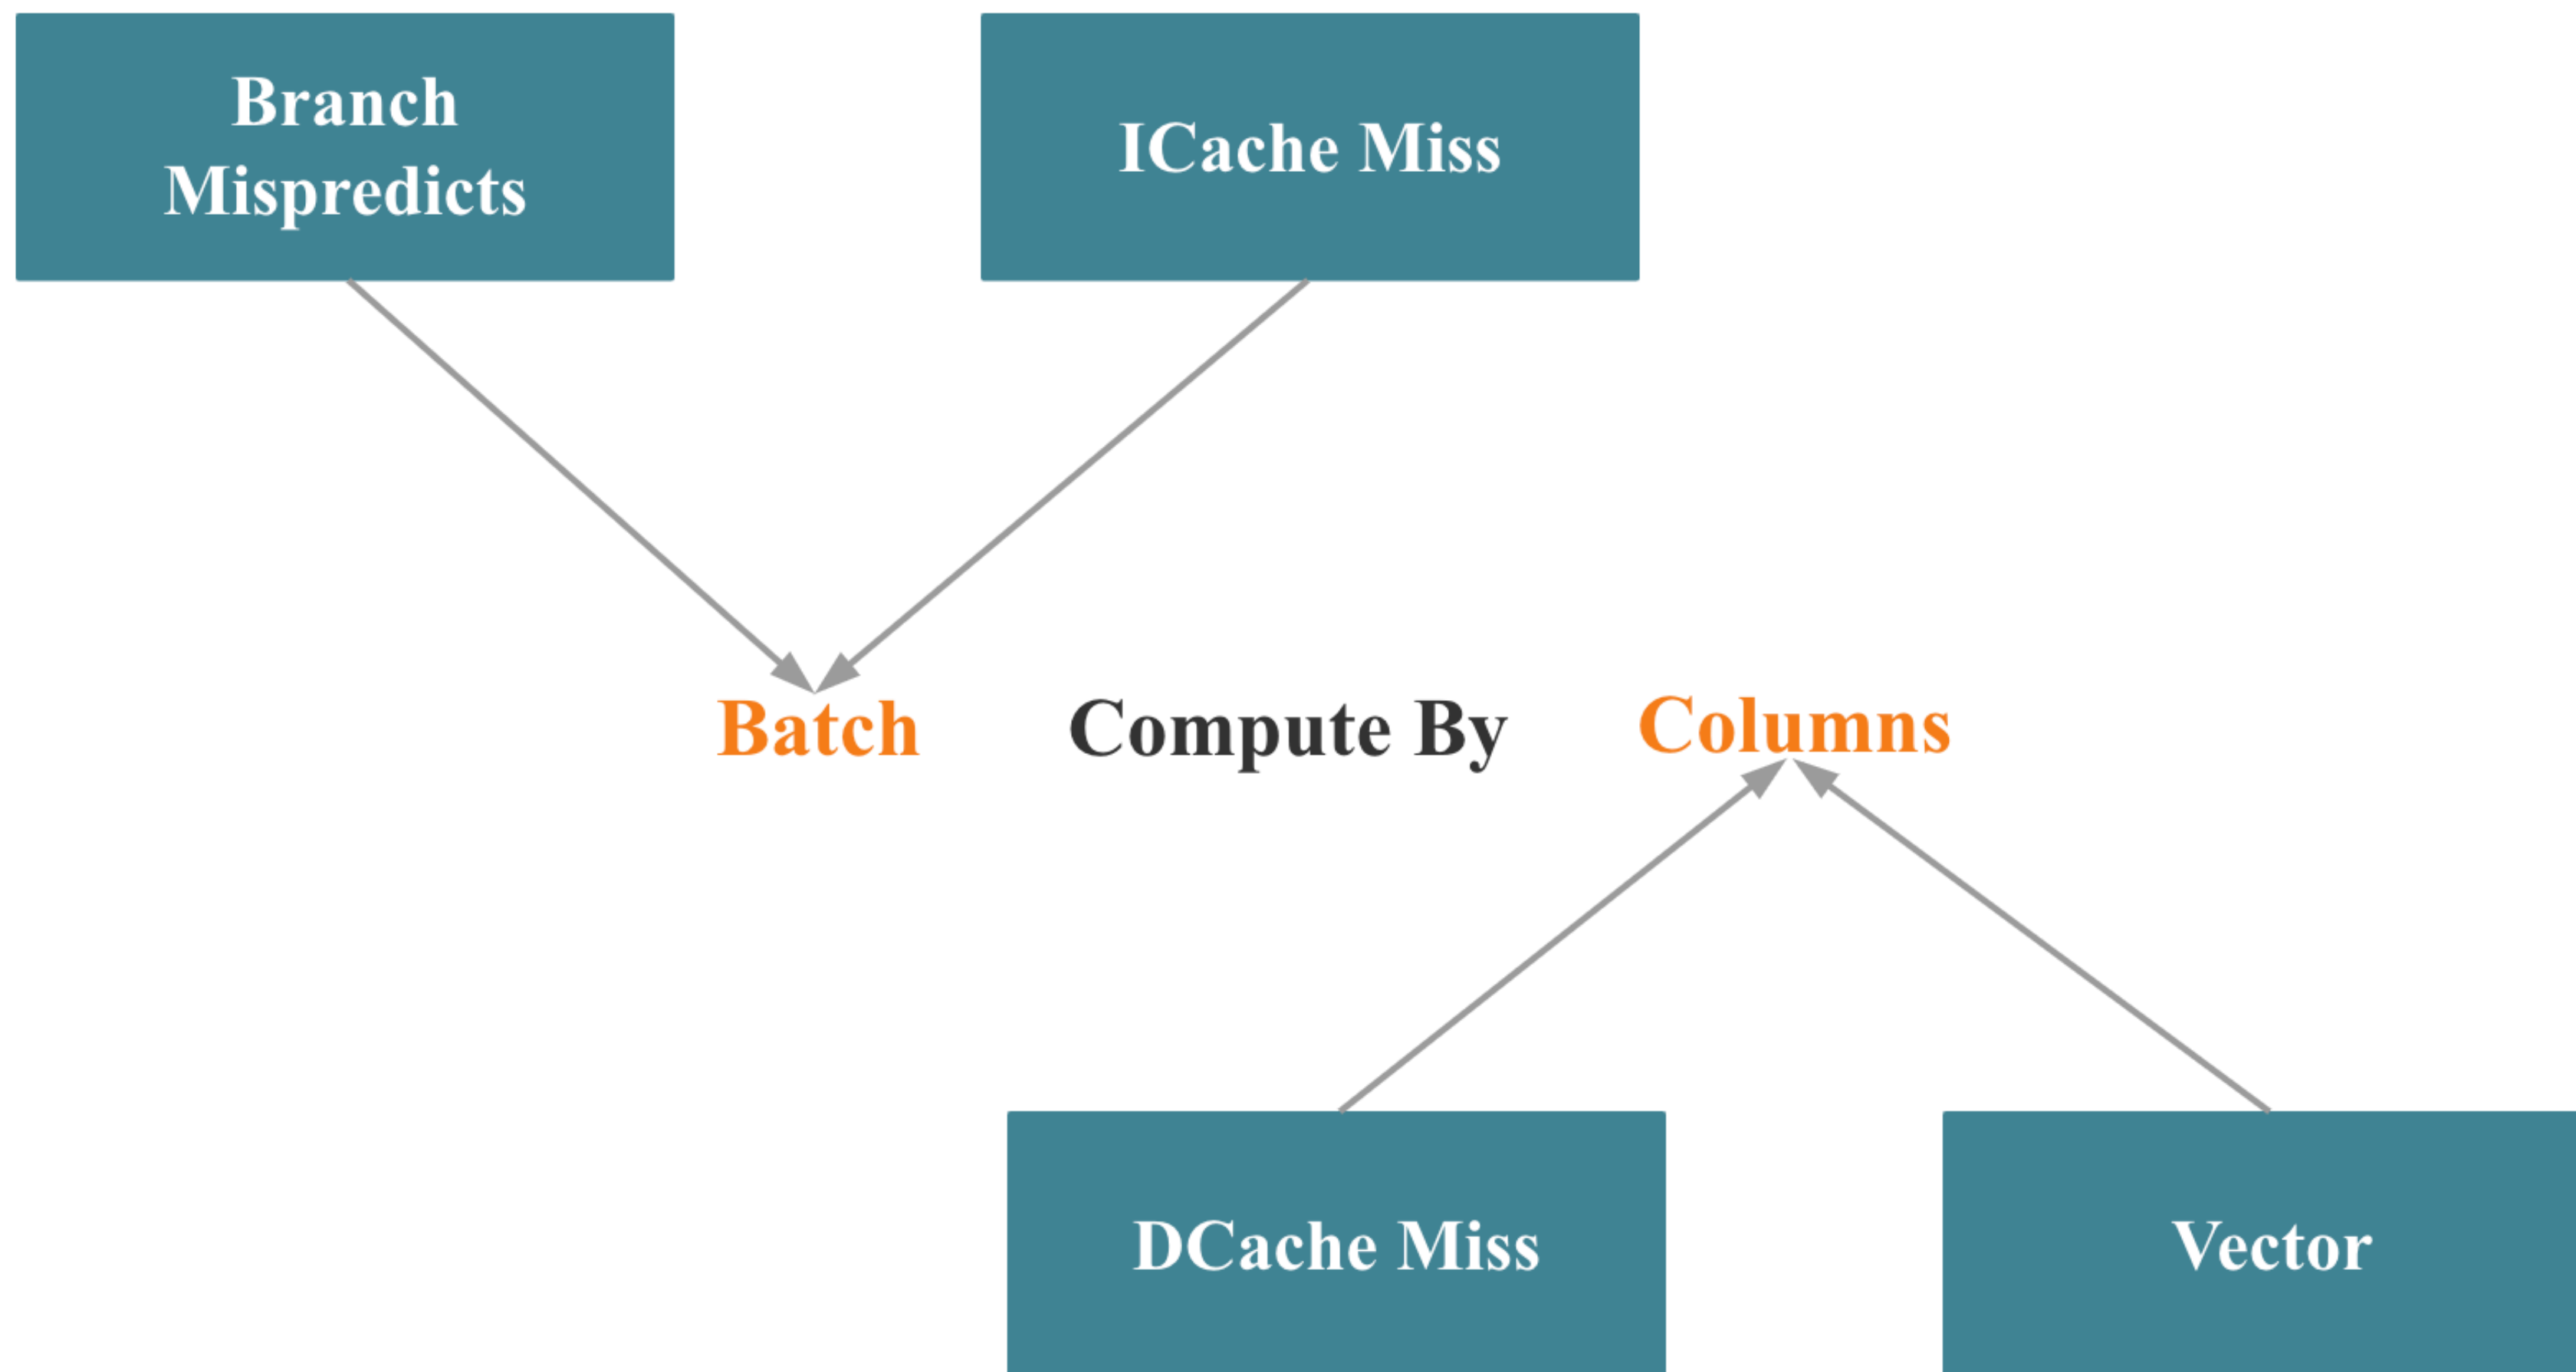 Branch
Mispredicts
ICache Miss
Batch Compute By Columns
DCache Miss
Vector